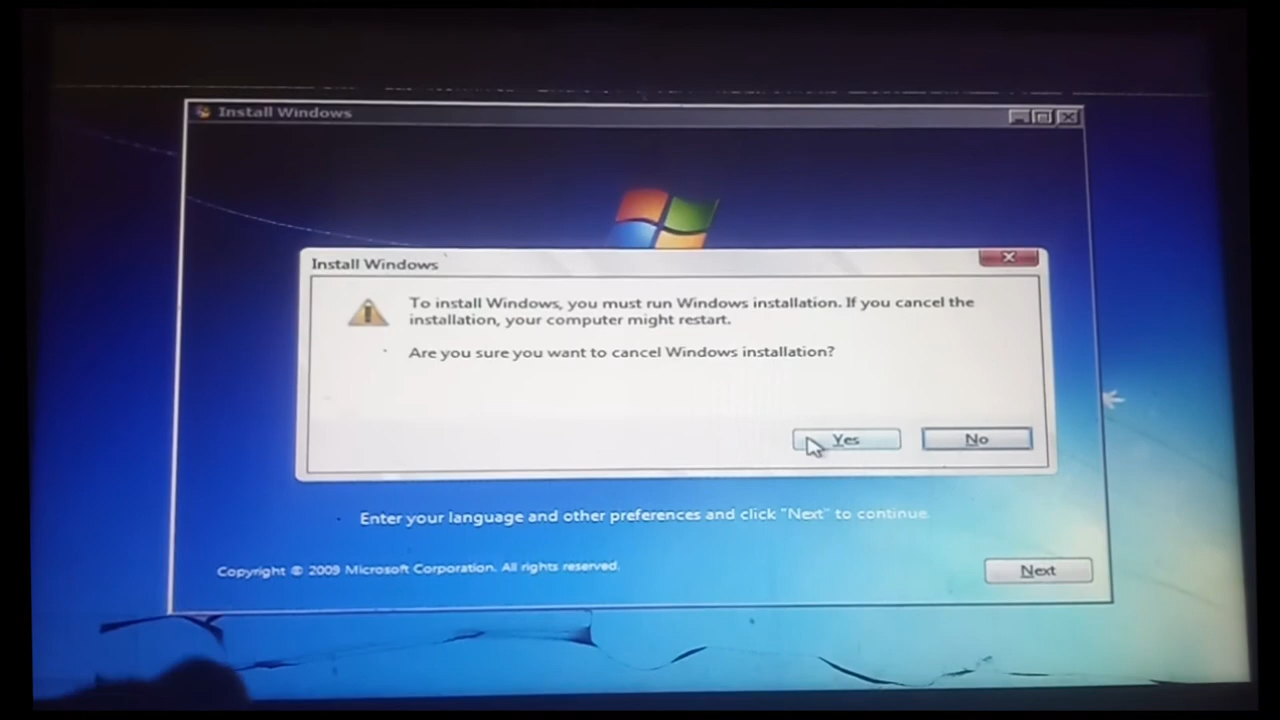 Install Windows
Install Windows
To install Windows, you must run Windows installation. If you cancel the
installation, your computer might restart.
Are you sure you want to cancel Windows installation?
Yes
No
Enter your language and other preferences and click "Next" to continue.
Copyright © 2009 Microsoft Corporation. All rights reserved.
Next